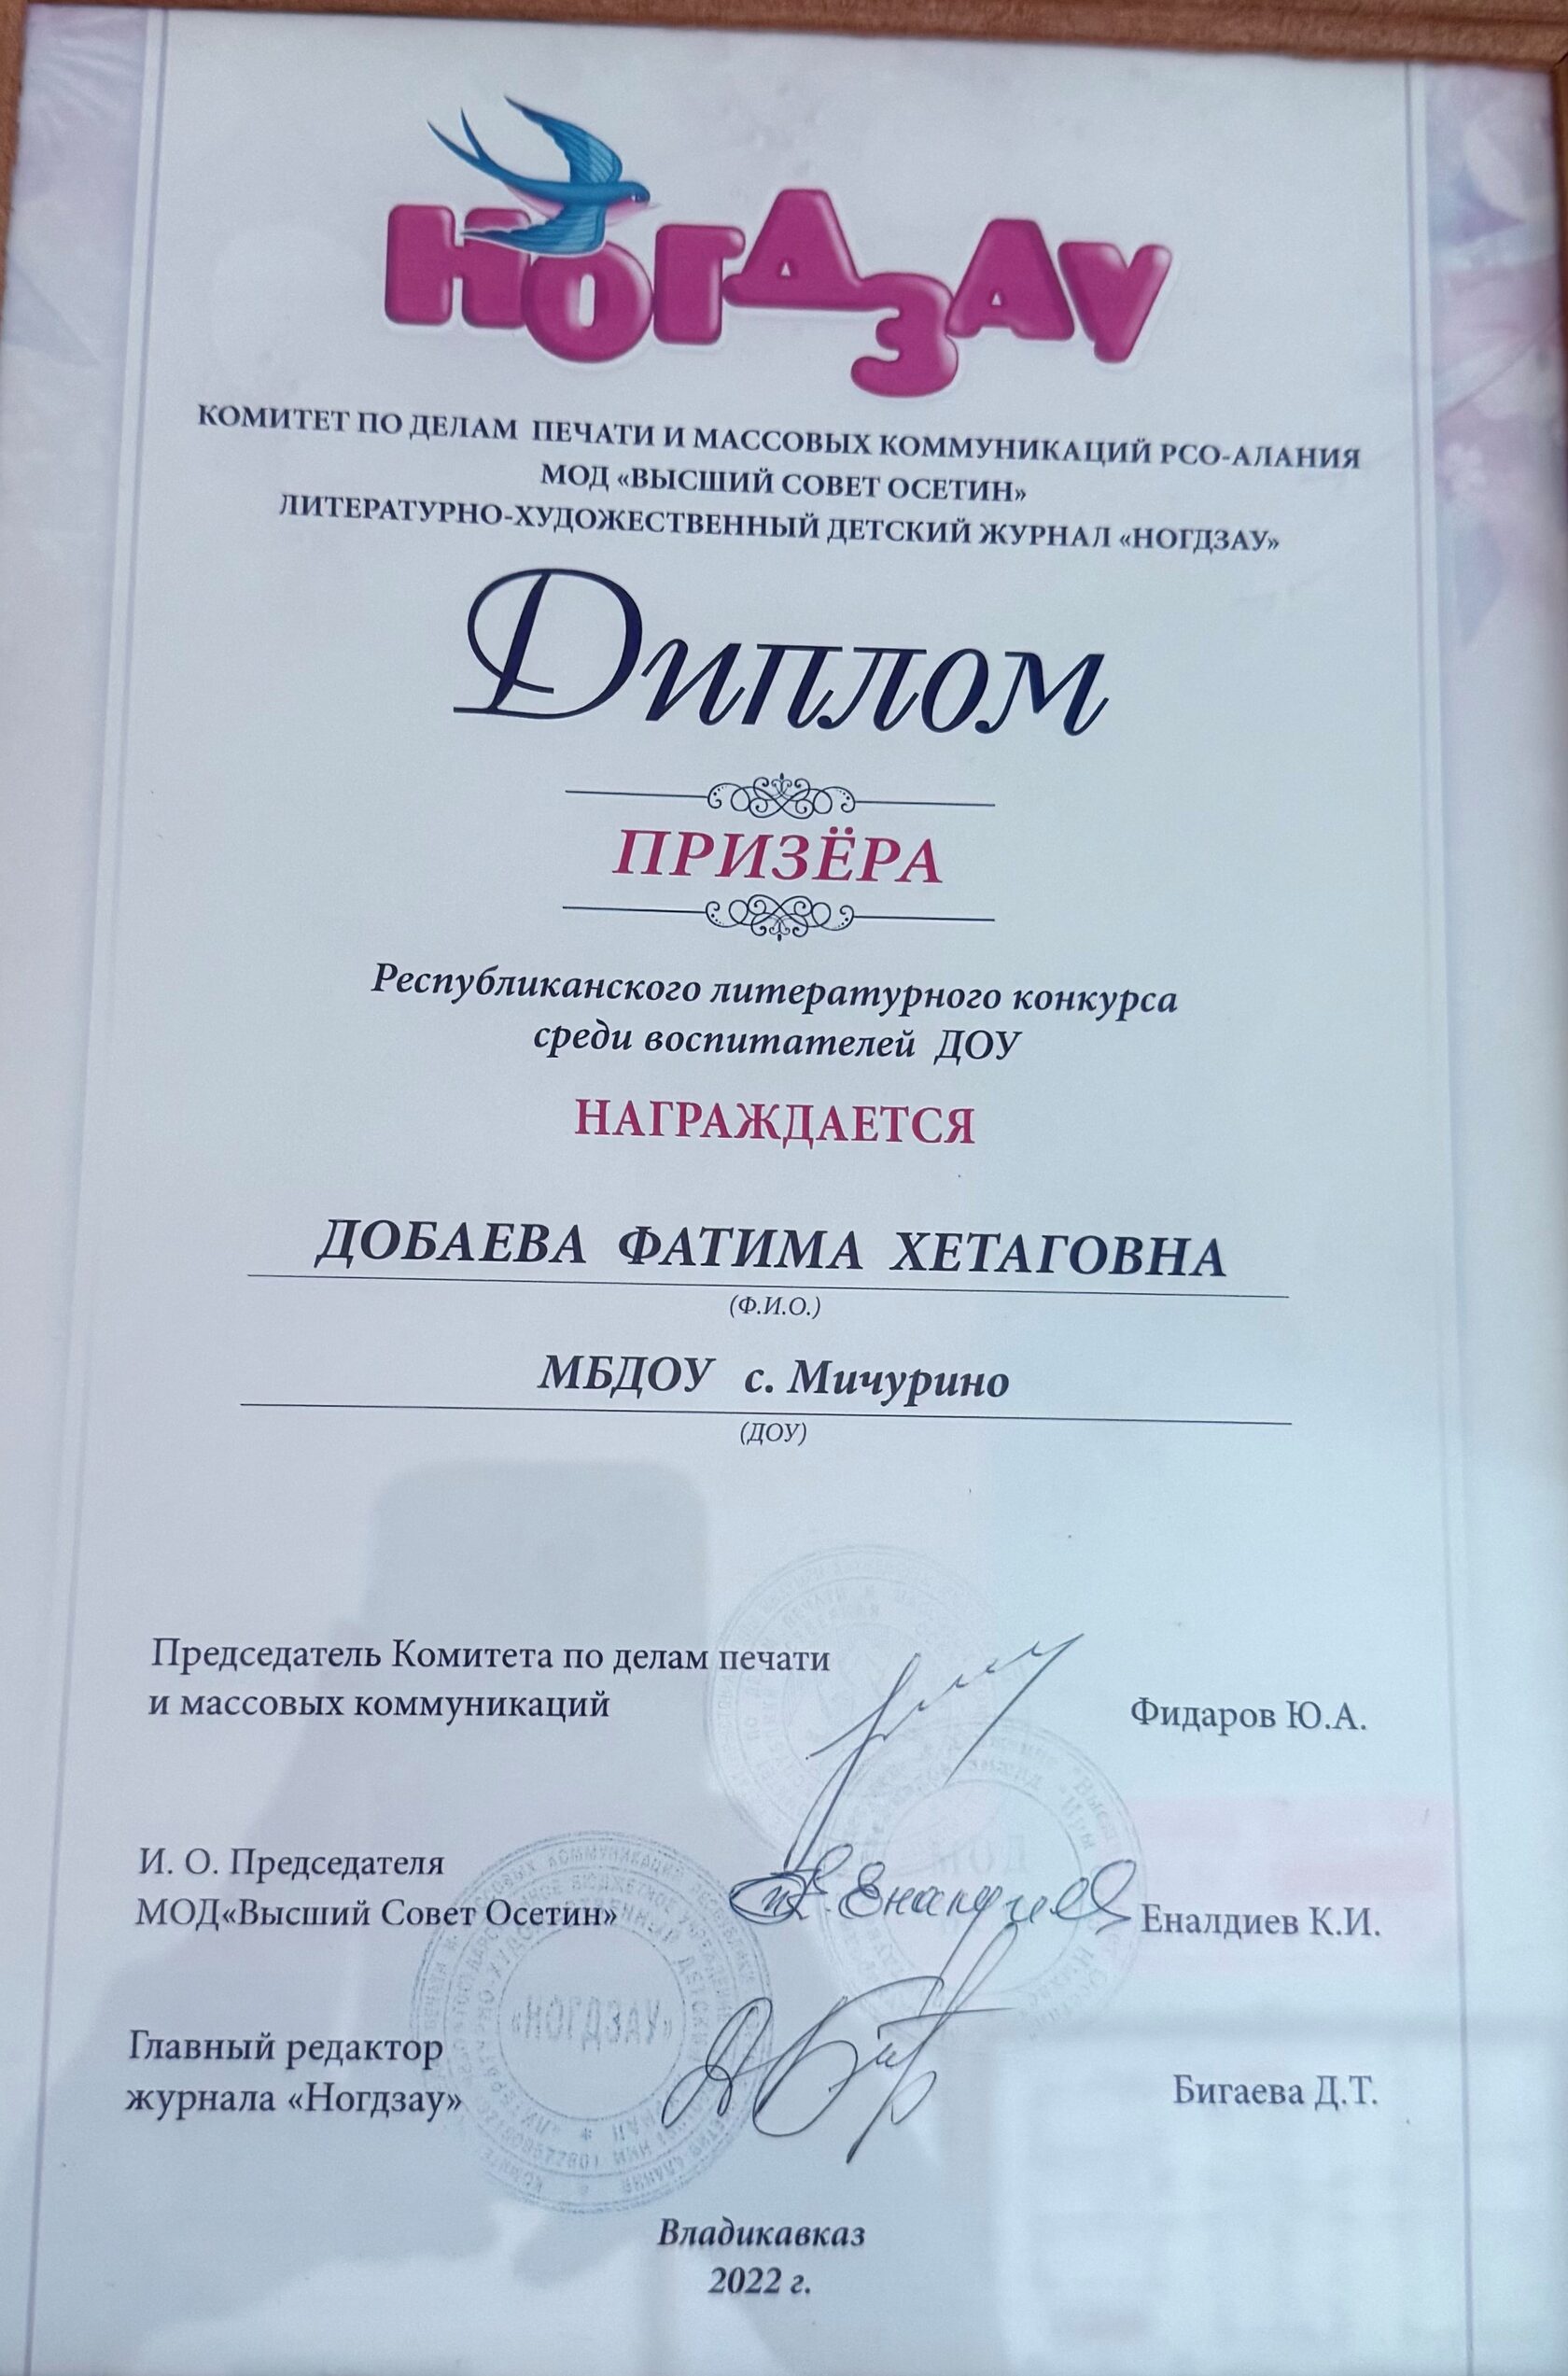 НОГДЗАУ
КОМИТЕТ ПО ДЕЛАМ ПЕЧАТИ И МАССОВЫХ КОММУНИКАЦИЙ РСО-АЛАНИЯ
МОД «ВЫСШИЙ СОВЕТ ОСЕТИН»
ЛИТЕРАТУРНО-ХУДОЖЕСТВЕННЫЙ ДЕТСКИЙ ЖУРНАЛ «НОГДЗАУ»
Диплом
ПРИЗЁРА
Республиканского литературного конкурса
среди воспитателей ДОУ
НАГРАЖДАЕТСЯ
ДОБАЕВА ФАТИМА ХЕТАГОВНА
(Ф.И.О.)
МБДОУ с. Мичурино
(ДОУ)
Председатель Комитета по делам печати
и массовых коммуникаций
Фидаров Ю.А.
И. О. Председателя
МОД«Высший Совет Осетин»
Еналдиев К.И.
МОД
«НОГДЗАУ»
Главный редактор
журнала «Ногдзау»
Бигаева Д.Т.
Владикавказ
2022 г.